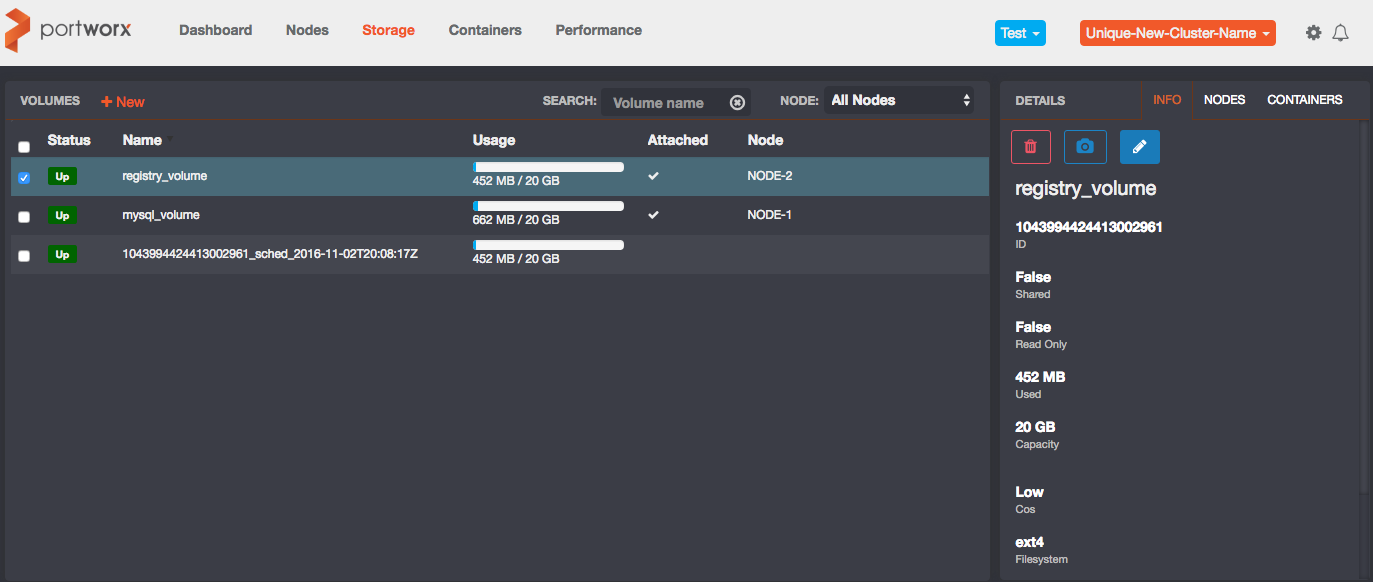 portworx Dashboard Nodes Storage Containers Performance Test Unique-New-Cluster-Name
VOLUMES + New SEARCH: Volume name NODE: All Nodes
Status Name Usage Attached Node
Up registry_volume 452 MB / 20 GB NODE-2
Up mysql_volume 662 MB / 20 GB NODE-1
Up 1043994424413002961_sched_2016-11-02T20:08:17Z 452 MB / 20 GB
DETAILS INFO NODES CONTAINERS
registry_volume
1043994424413002961
ID
False
Shared
False
Read Only
452 MB
Used
20 GB
Capacity
Low
Cos
ext4
Filesystem